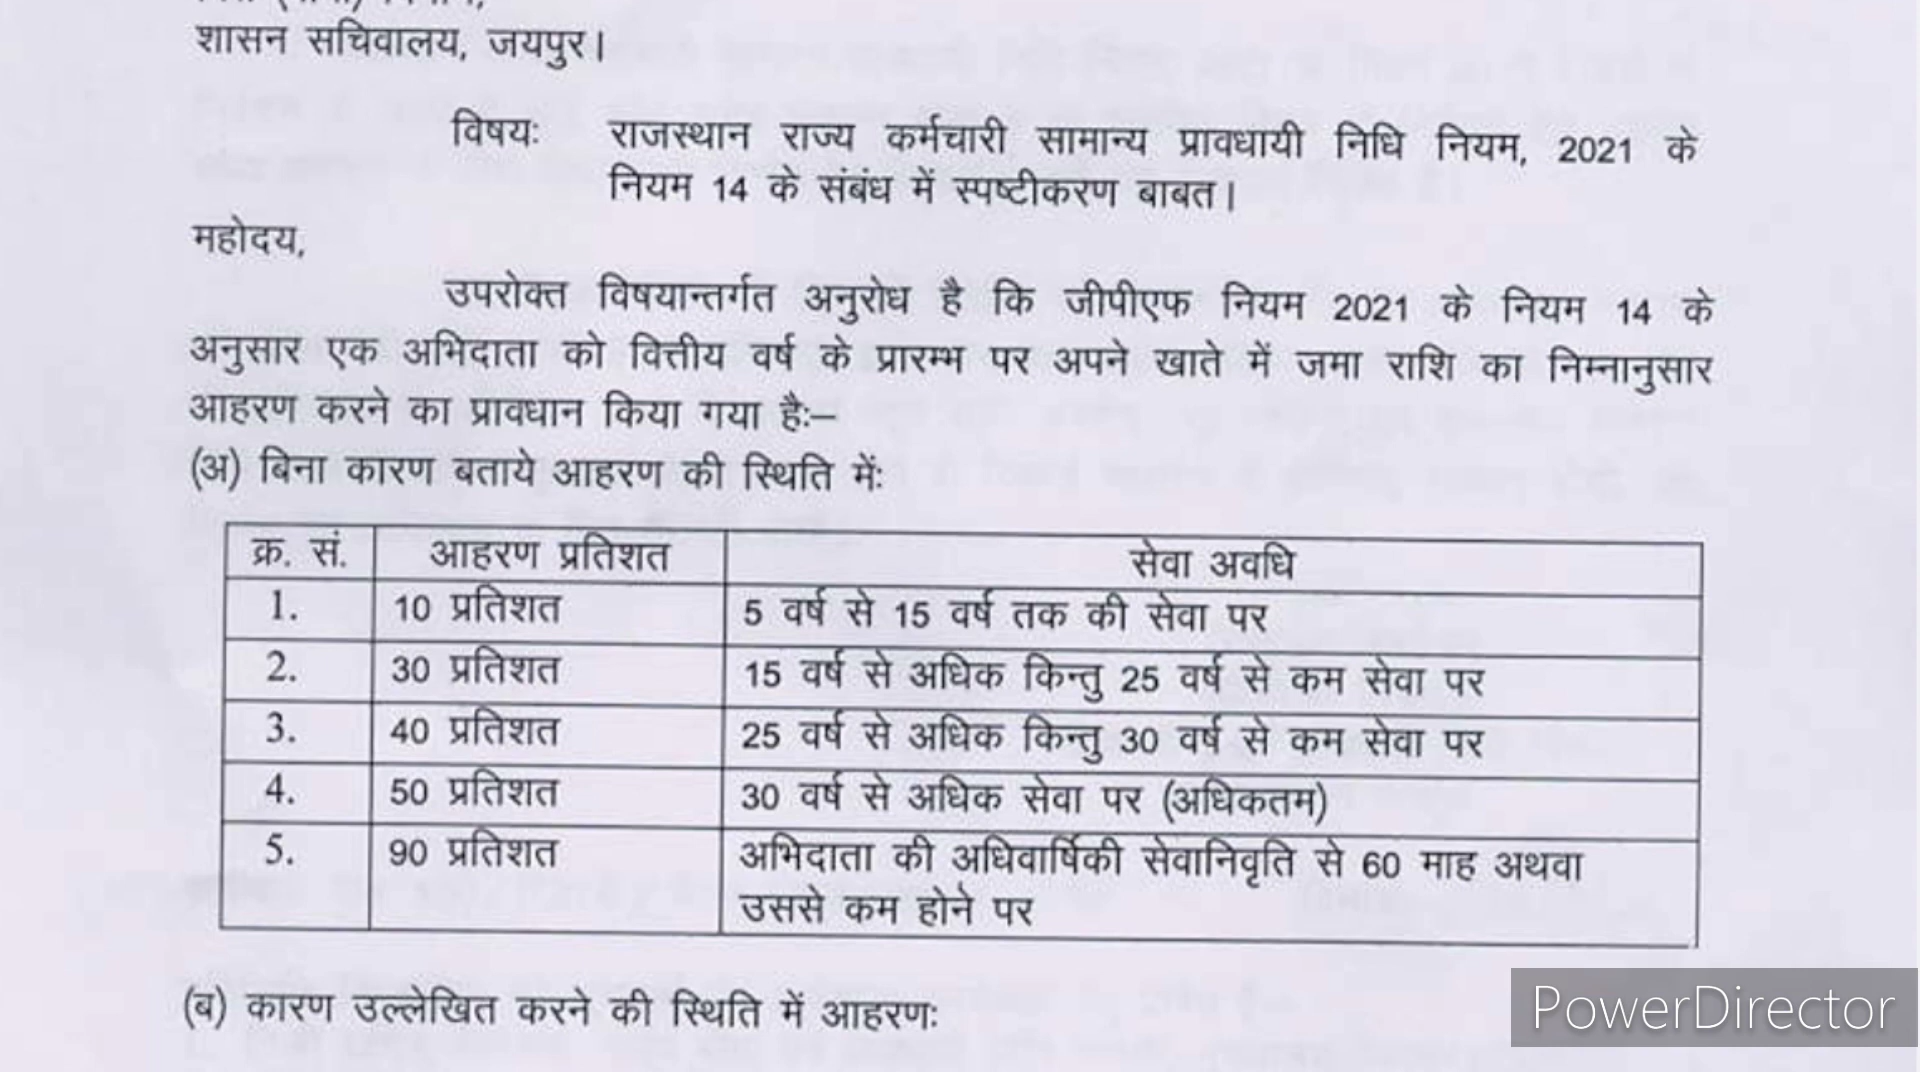 शासन सचिवालय, जयपुर।
विषयः राजस्थान राज्य कर्मचारी सामान्य प्रावधायी निधि नियम, 2021 के
नियम 14 के संबंध में स्पष्टीकरण बाबत।
महोदय,
उपरोक्त विषयान्तर्गत अनुरोध है कि जीपीएफ नियम 2021 के नियम 14 के
अनुसार एक अभिदाता को वित्तीय वर्ष के प्रारम्भ पर अपने खाते में जमा राशि का निम्नानुसार
आहरण करने का प्रावधान किया गया हैः–
(अ) बिना कारण बताये आहरण की स्थिति में:
क्र. सं. आहरण प्रतिशत सेवा अवधि
1. 10 प्रतिशत 5 वर्ष से 15 वर्ष तक की सेवा पर
2. 30 प्रतिशत 15 वर्ष से अधिक किन्तु 25 वर्ष से कम सेवा पर
3. 40 प्रतिशत 25 वर्ष से अधिक किन्तु 30 वर्ष से कम सेवा पर
4. 50 प्रतिशत 30 वर्ष से अधिक सेवा पर (अधिकतम)
5. 90 प्रतिशत अभिदाता की अधिवार्षिकी सेवानिवृति से 60 माह अथवा
उससे कम होने पर
(ब) कारण उल्लेखित करने की स्थिति में आहरणः
PowerDirector